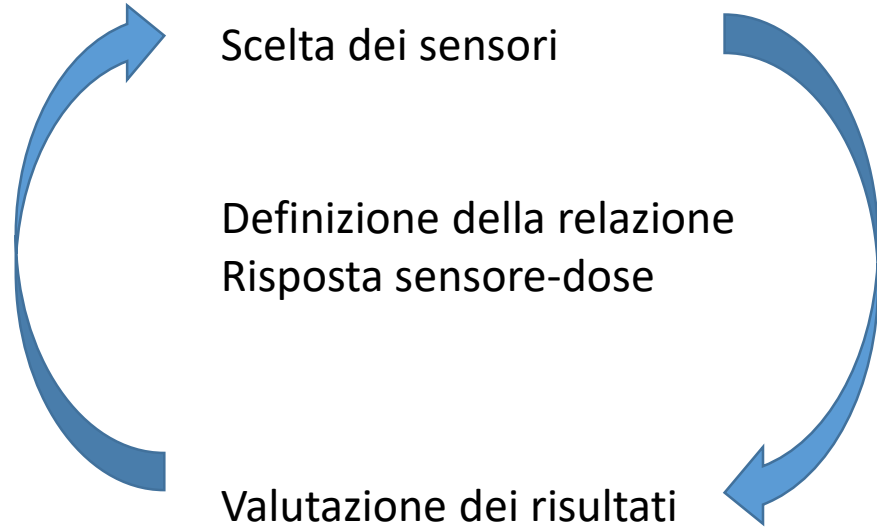 Scelta dei sensori
Definizione della relazione
Risposta sensore-dose
Valutazione dei risultati